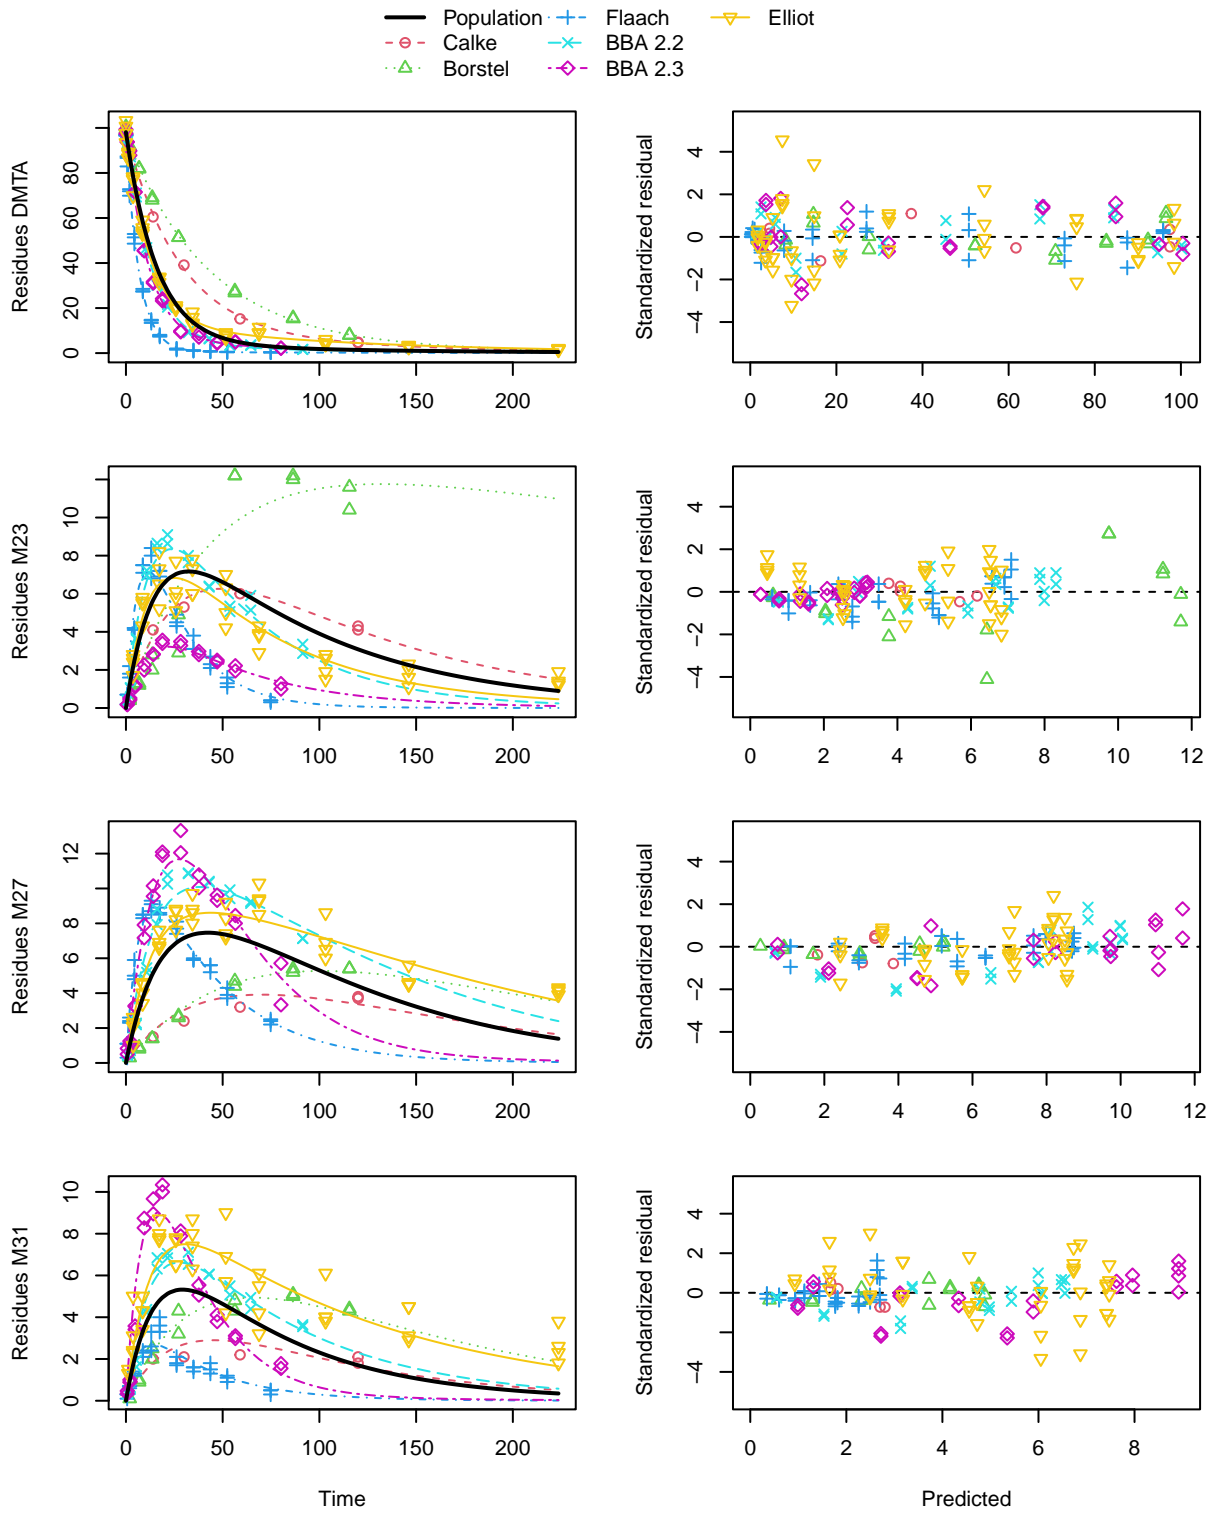 Population Flaach Elliot
Calke BBA 2.2
Borstel BBA 2.3
Residues DMTA
0 20 40 60 80
0 50 100 150 200
Standardized residual
−4 −2 0 2 4
0 20 40 60 80 100
Residues M23
0 2 4 6 8 10
0 50 100 150 200
Standardized residual
−4 −2 0 2 4
0 2 4 6 8 10 12
Residues M27
0 2 4 6 8 12
0 50 100 150 200
Standardized residual
−4 −2 0 2 4
0 2 4 6 8 10 12
Residues M31
0 2 4 6 8 10
0 50 100 150 200
Time
Standardized residual
−4 −2 0 2 4
0 2 4 6 8
Predicted